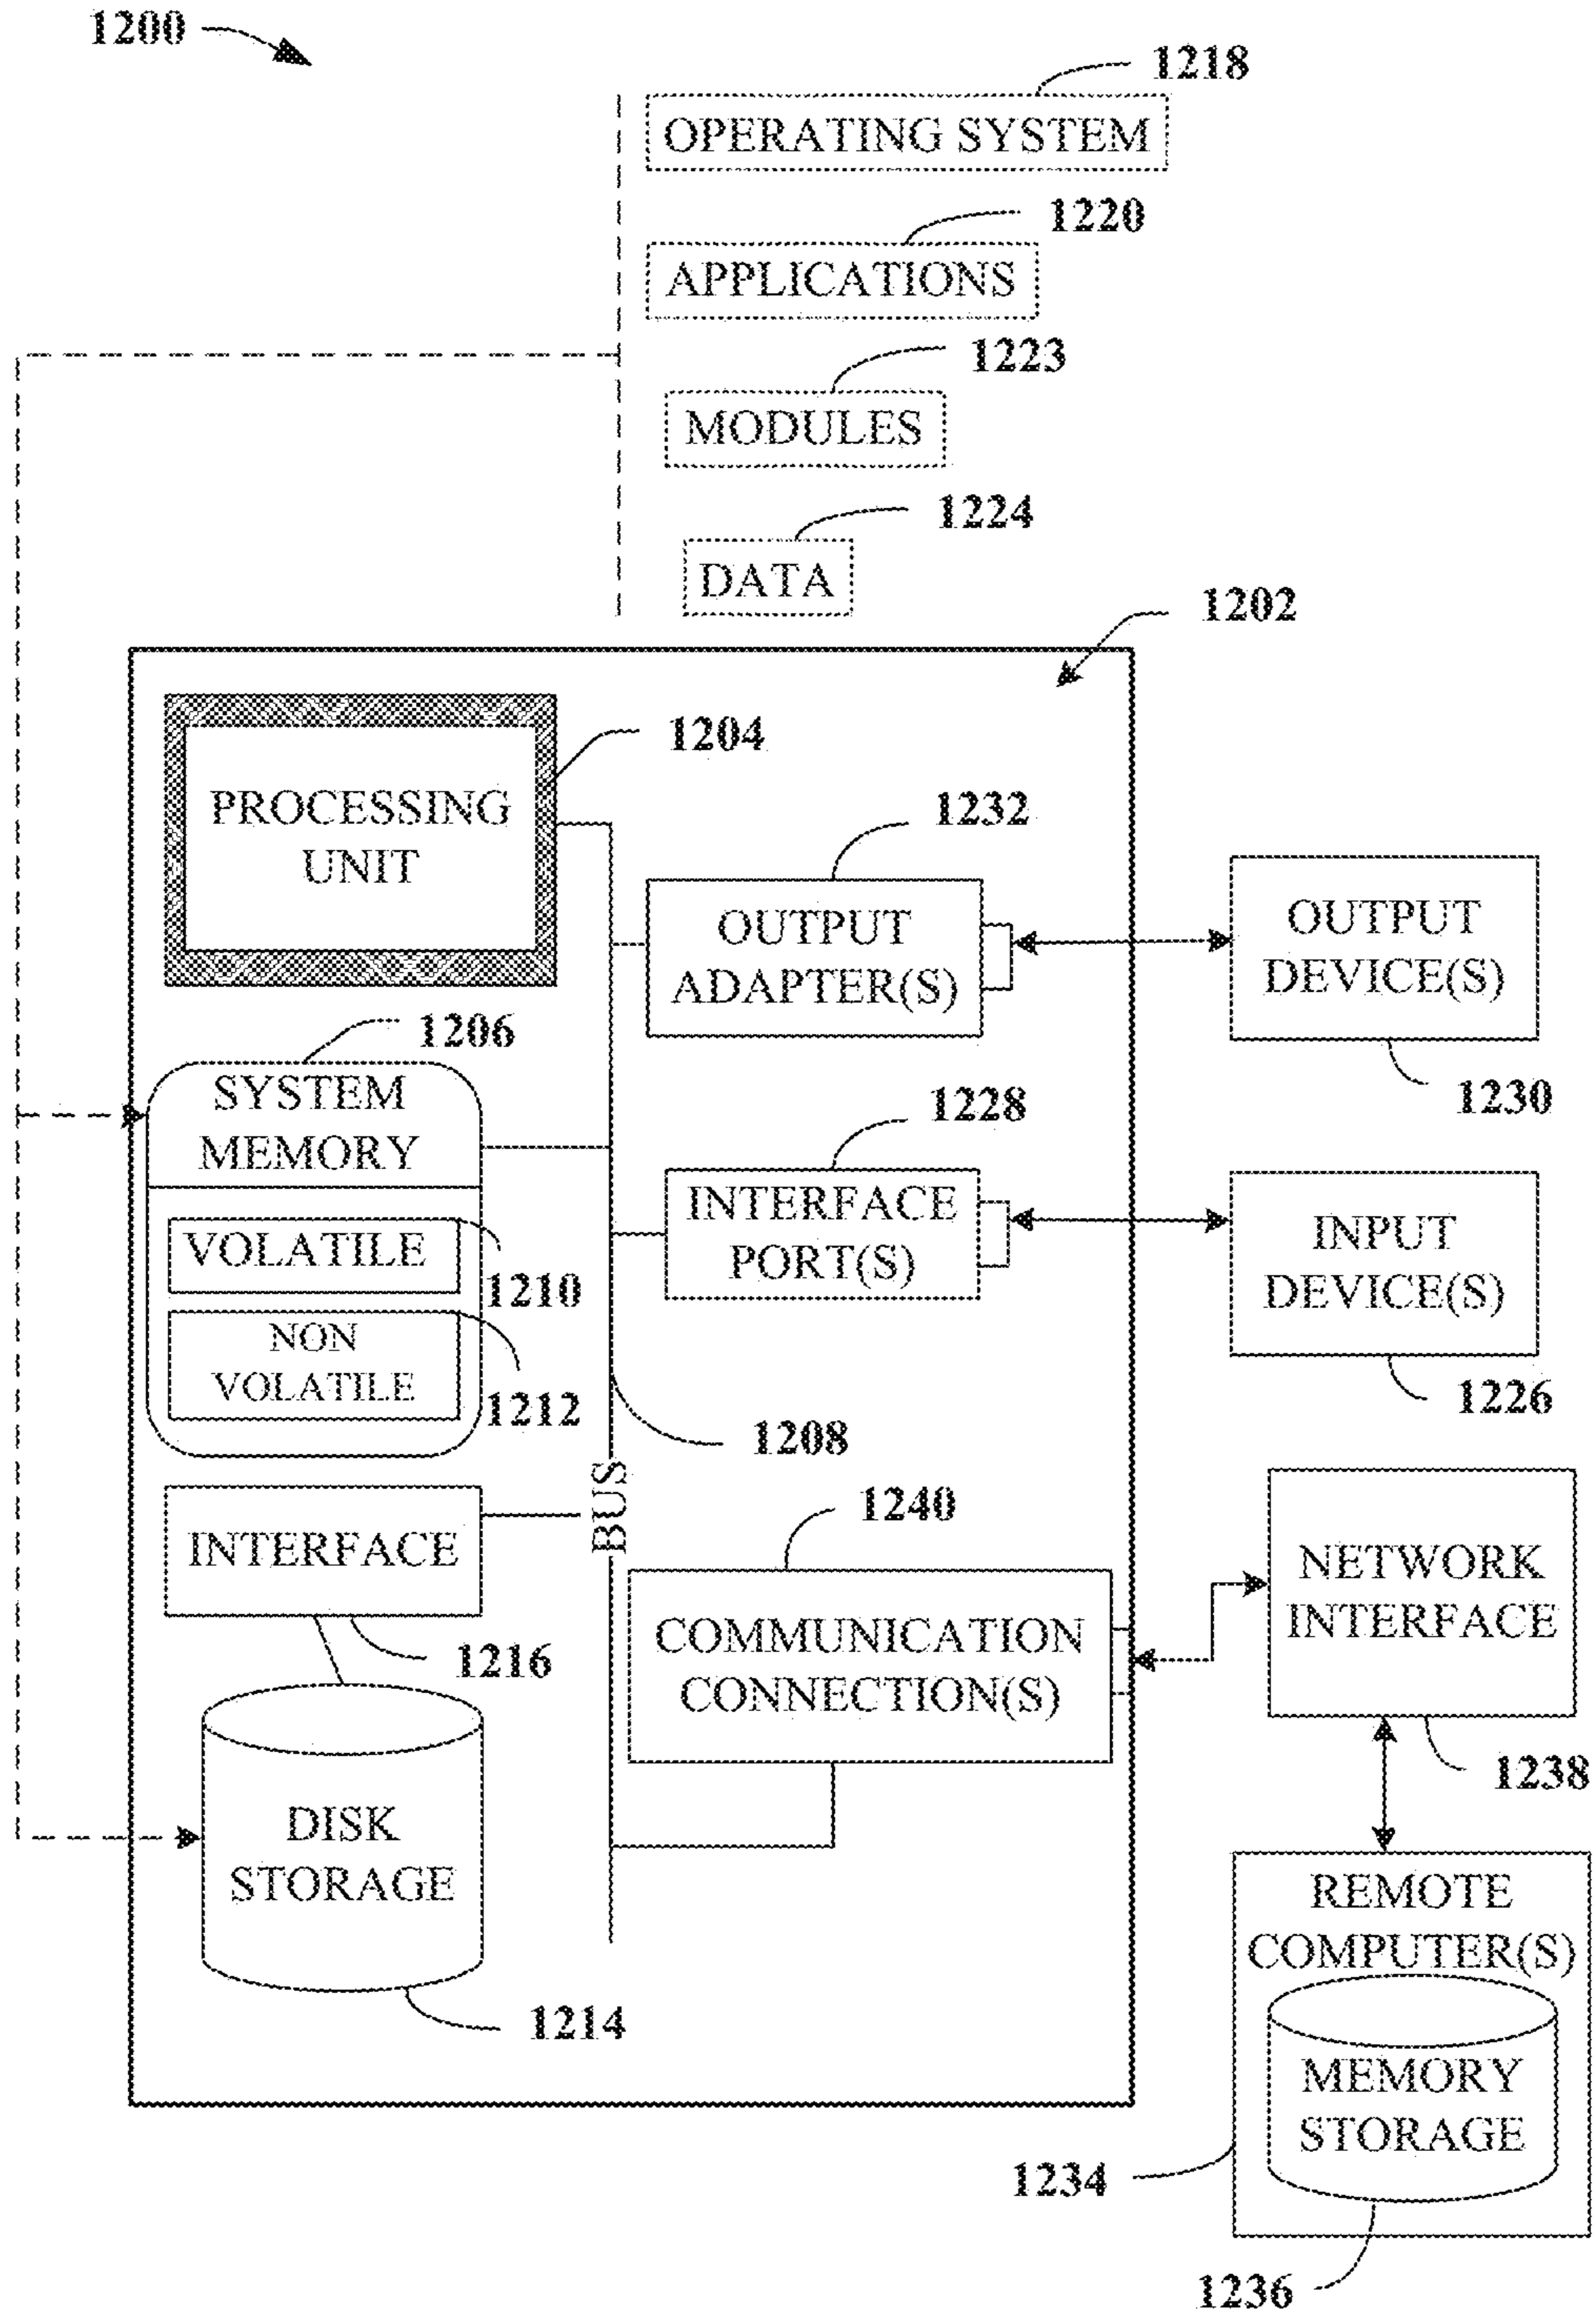 1200
1218
OPERATING SYSTEM
1220
APPLICATIONS
1223
MODULES
1224
DATA
1202
PROCESSING
UNIT
1204
1232
OUTPUT
ADAPTER(S)
OUTPUT
DEVICE(S)
1230
1206
SYSTEM
MEMORY
VOLATILE
1210
NON
VOLATILE
1212
1228
INTERFACE
PORT(S)
INPUT
DEVICE(S)
1226
1208
BUS
INTERFACE
1216
1240
COMMUNICATION
CONNECTION(S)
NETWORK
INTERFACE
1238
DISK
STORAGE
1214
REMOTE
COMPUTER(S)
MEMORY
STORAGE
1234
1236